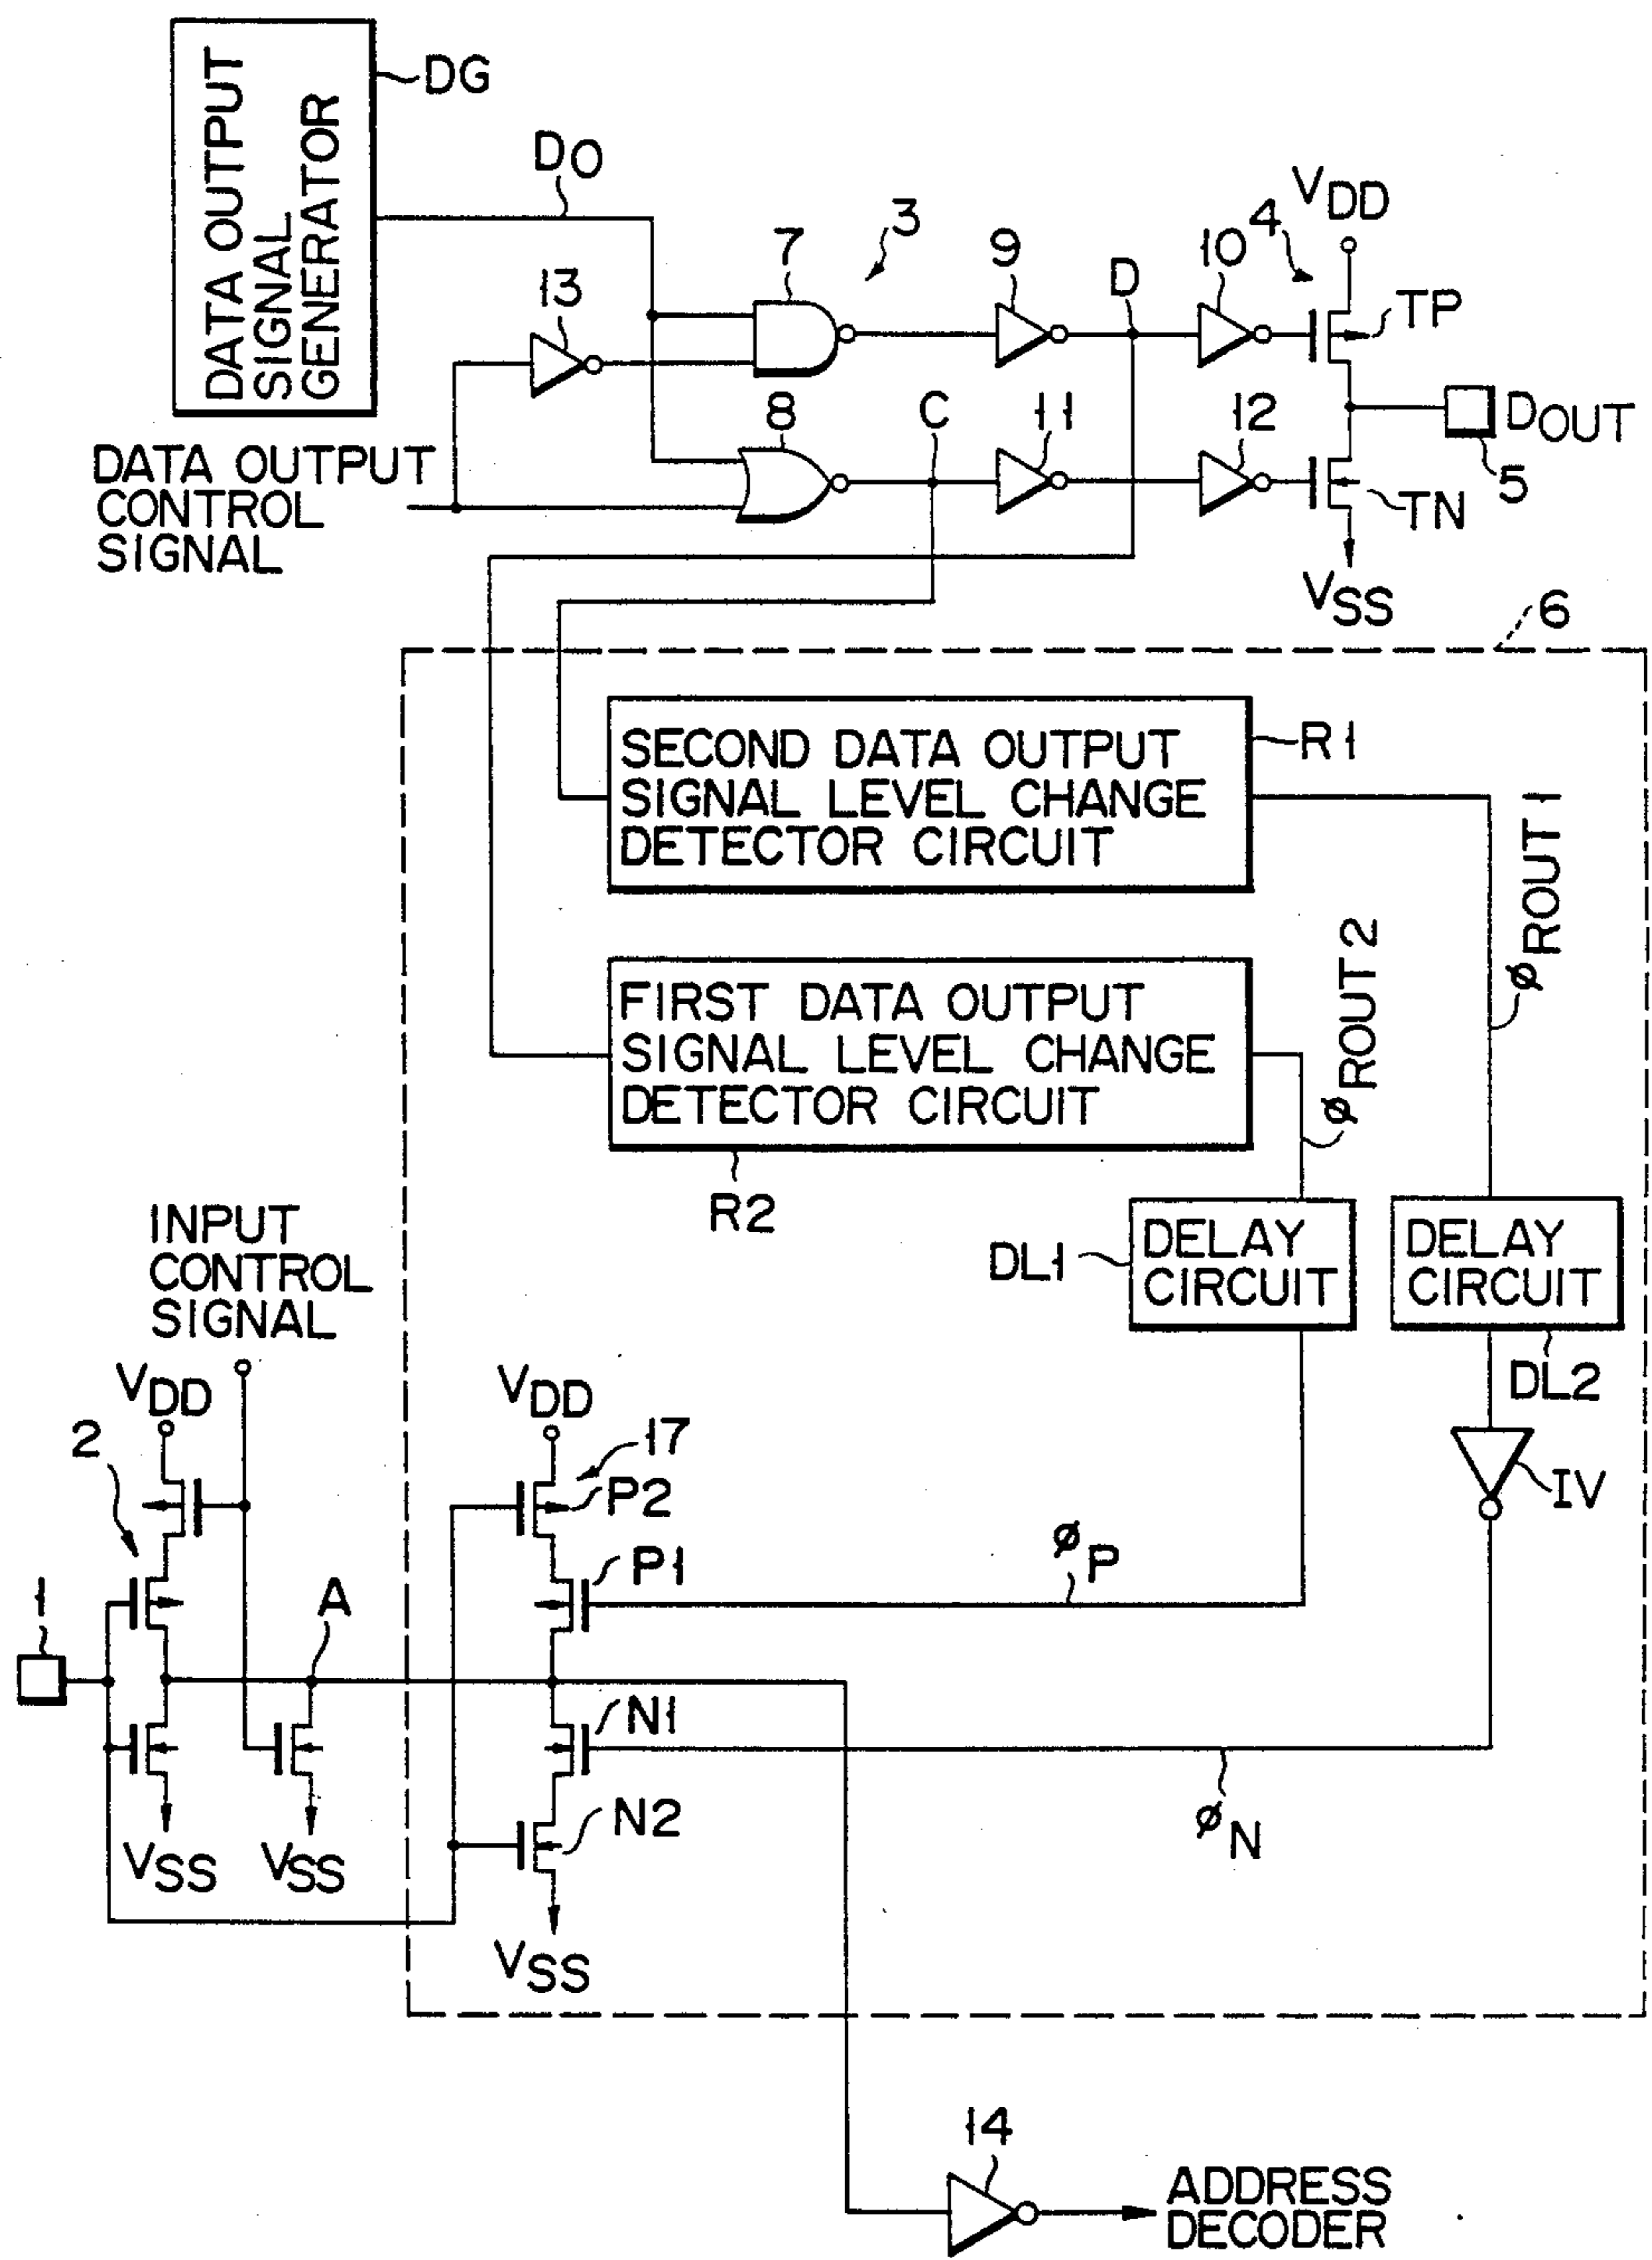 DATA OUTPUT
SIGNAL
GENERATOR
DG
DO
VDD
3
4
7
9
D
10
13
TP
8
C
11
12
DOUT
5
TN
DATA OUTPUT
CONTROL
SIGNAL
VSS
6
SECOND DATA OUTPUT
SIGNAL LEVEL CHANGE
DETECTOR CIRCUIT
R1
φROUT1
FIRST DATA OUTPUT
SIGNAL LEVEL CHANGE
DETECTOR CIRCUIT
R2
φROUT2
INPUT
CONTROL
SIGNAL
DL1
DELAY
CIRCUIT
DELAY
CIRCUIT
DL2
VDD
VDD
2
17
P2
IV
P1
φP
1
A
N1
N2
φN
VSS
VSS
VSS
14
ADDRESS
DECODER